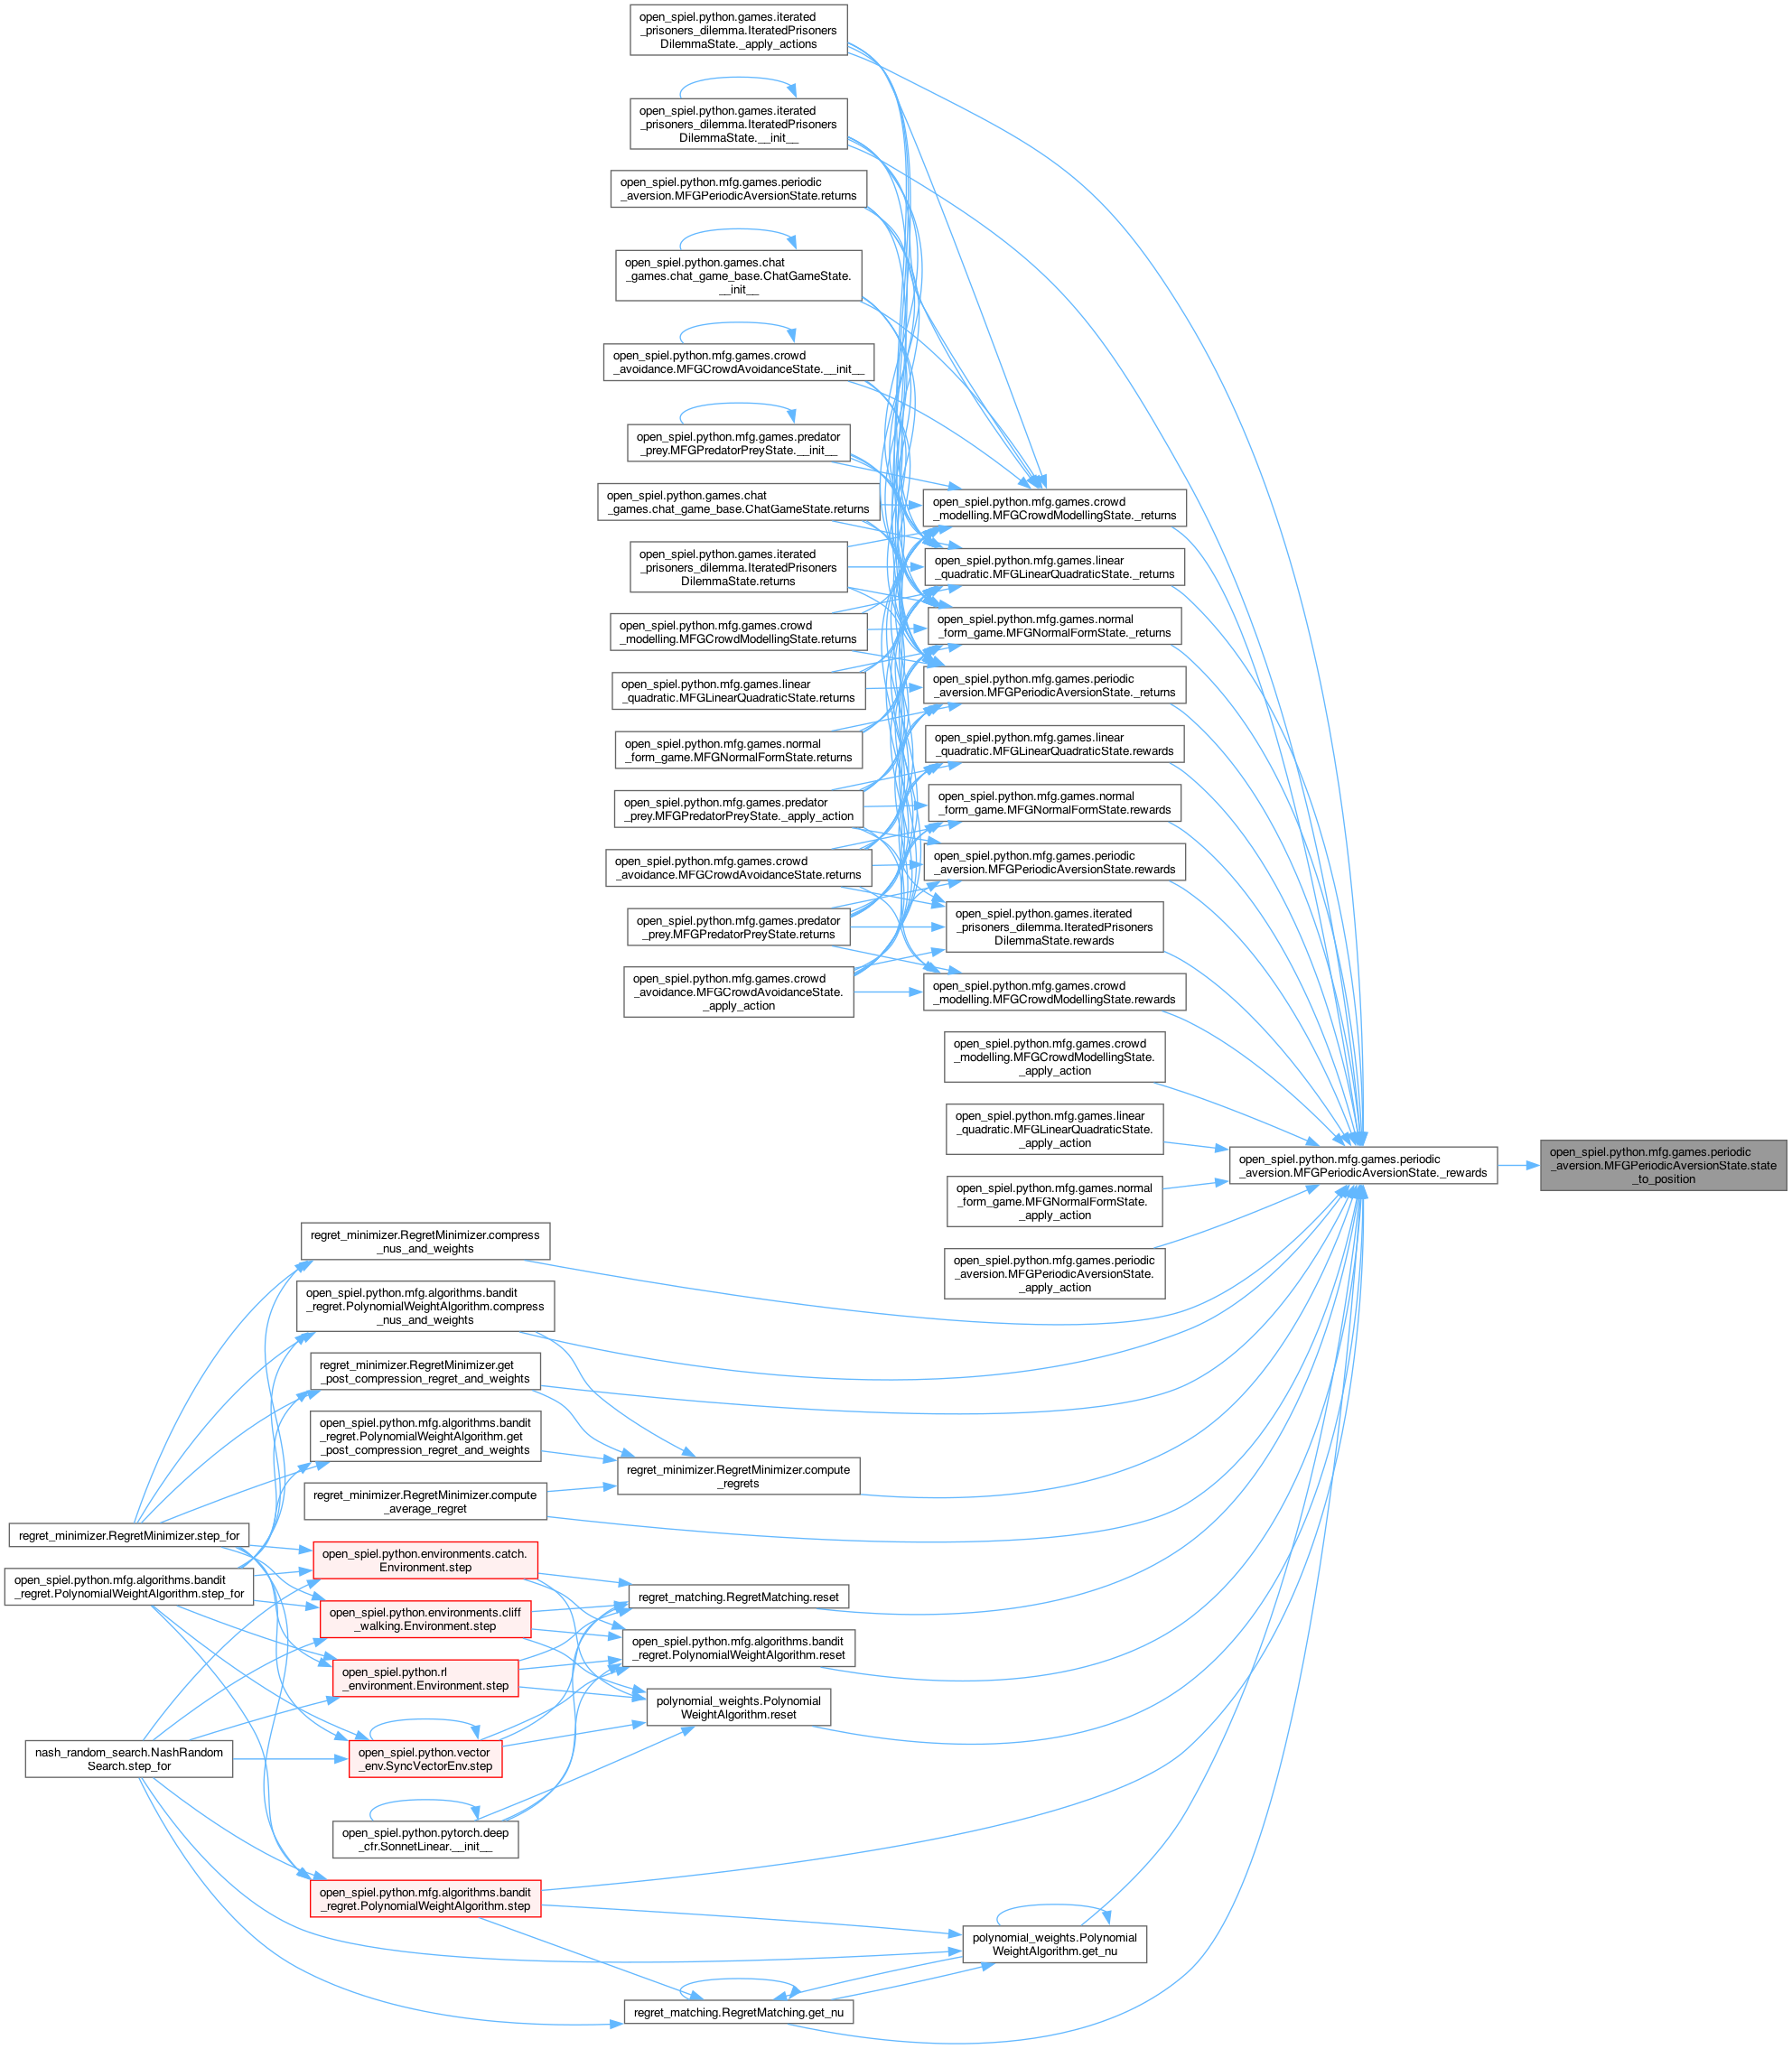 open_spiel.python.games.iterated
_prisoners_dilemma.IteratedPrisoners
DilemmaState._apply_actions
open_spiel.python.games.iterated
_prisoners_dilemma.IteratedPrisoners
DilemmaState.__init__
open_spiel.python.mfg.games.periodic
_aversion.MFGPeriodicAversionState.returns
open_spiel.python.games.chat
_games.chat_game_base.ChatGameState.
__init__
open_spiel.python.mfg.games.crowd
_avoidance.MFGCrowdAvoidanceState.__init__
open_spiel.python.mfg.games.predator
_prey.MFGPredatorPreyState.__init__
open_spiel.python.games.chat
_games.chat_game_base.ChatGameState.returns
open_spiel.python.games.iterated
_prisoners_dilemma.IteratedPrisoners
DilemmaState.returns
open_spiel.python.mfg.games.crowd
_modelling.MFGCrowdModellingState.returns
open_spiel.python.mfg.games.linear
_quadratic.MFGLinearQuadraticState.returns
open_spiel.python.mfg.games.normal
_form_game.MFGNormalFormState.returns
open_spiel.python.mfg.games.predator
_prey.MFGPredatorPreyState._apply_action
open_spiel.python.mfg.games.crowd
_avoidance.MFGCrowdAvoidanceState.returns
open_spiel.python.mfg.games.predator
_prey.MFGPredatorPreyState.returns
open_spiel.python.mfg.games.crowd
_avoidance.MFGCrowdAvoidanceState.
_apply_action
open_spiel.python.mfg.games.crowd
_modelling.MFGCrowdModellingState._returns
open_spiel.python.mfg.games.linear
_quadratic.MFGLinearQuadraticState._returns
open_spiel.python.mfg.games.normal
_form_game.MFGNormalFormState._returns
open_spiel.python.mfg.games.periodic
_aversion.MFGPeriodicAversionState._returns
open_spiel.python.mfg.games.linear
_quadratic.MFGLinearQuadraticState.rewards
open_spiel.python.mfg.games.normal
_form_game.MFGNormalFormState.rewards
open_spiel.python.mfg.games.periodic
_aversion.MFGPeriodicAversionState.rewards
open_spiel.python.games.iterated
_prisoners_dilemma.IteratedPrisoners
DilemmaState.rewards
open_spiel.python.mfg.games.crowd
_modelling.MFGCrowdModellingState.rewards
open_spiel.python.mfg.games.crowd
_modelling.MFGCrowdModellingState.
_apply_action
open_spiel.python.mfg.games.linear
_quadratic.MFGLinearQuadraticState.
_apply_action
open_spiel.python.mfg.games.normal
_form_game.MFGNormalFormState.
_apply_action
open_spiel.python.mfg.games.periodic
_aversion.MFGPeriodicAversionState.
_apply_action
open_spiel.python.mfg.games.periodic
_aversion.MFGPeriodicAversionState._rewards
open_spiel.python.mfg.games.periodic
_aversion.MFGPeriodicAversionState.state
_to_position
regret_minimizer.RegretMinimizer.compress
_nus_and_weights
open_spiel.python.mfg.algorithms.bandit
_regret.PolynomialWeightAlgorithm.compress
_nus_and_weights
regret_minimizer.RegretMinimizer.get
_post_compression_regret_and_weights
open_spiel.python.mfg.algorithms.bandit
_regret.PolynomialWeightAlgorithm.get
_post_compression_regret_and_weights
regret_minimizer.RegretMinimizer.compute
_average_regret
regret_minimizer.RegretMinimizer.compute
_regrets
regret_minimizer.RegretMinimizer.step_for
open_spiel.python.mfg.algorithms.bandit
_regret.PolynomialWeightAlgorithm.step_for
open_spiel.python.environments.catch.
Environment.step
open_spiel.python.environments.cliff
_walking.Environment.step
open_spiel.python.rl
_environment.Environment.step
open_spiel.python.vector
_env.SyncVectorEnv.step
regret_matching.RegretMatching.reset
open_spiel.python.mfg.algorithms.bandit
_regret.PolynomialWeightAlgorithm.reset
polynomial_weights.Polynomial
WeightAlgorithm.reset
nash_random_search.NashRandom
Search.step_for
open_spiel.python.pytorch.deep
_cfr.SonnetLinear.__init__
open_spiel.python.mfg.algorithms.bandit
_regret.PolynomialWeightAlgorithm.step
polynomial_weights.Polynomial
WeightAlgorithm.get_nu
regret_matching.RegretMatching.get_nu